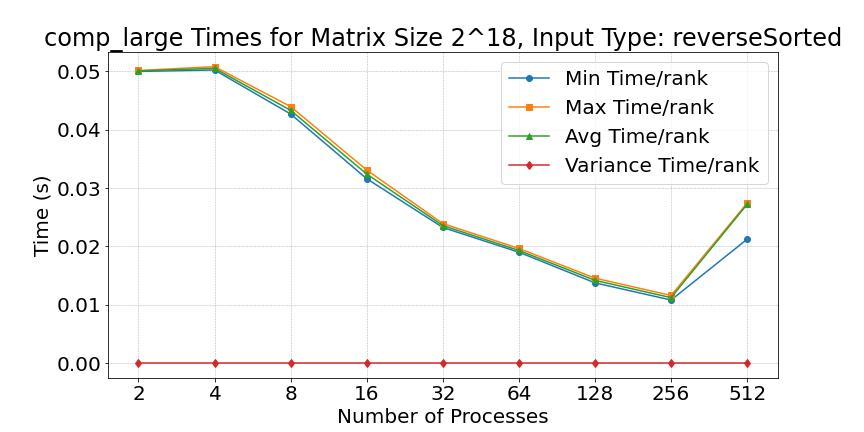 comp_large Times for Matrix Size 2^18, Input Type: reverseSorted
Min Time/rank
Max Time/rank
Avg Time/rank
Variance Time/rank
Time (s)
0.05
0.04
0.03
0.02
0.01
0.00
2 4 8 16 32 64 128 256 512
Number of Processes